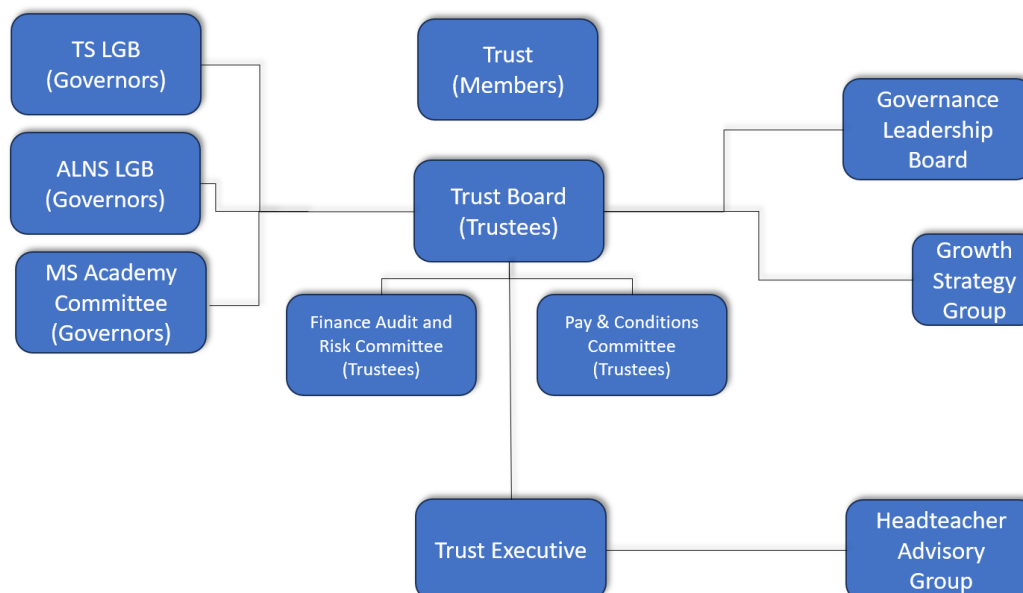 TS LGB
(Governors)
Trust
(Members)
Governance
Leadership
Board
ALNS LGB
(Governors)
Trust Board
(Trustees)
MS Academy
Committee
(Governors)
Growth
Strategy
Group
Finance Audit and
Risk Committee
(Trustees)
Pay & Conditions
Committee
(Trustees)
Trust Executive
Headteacher
Advisory
Group